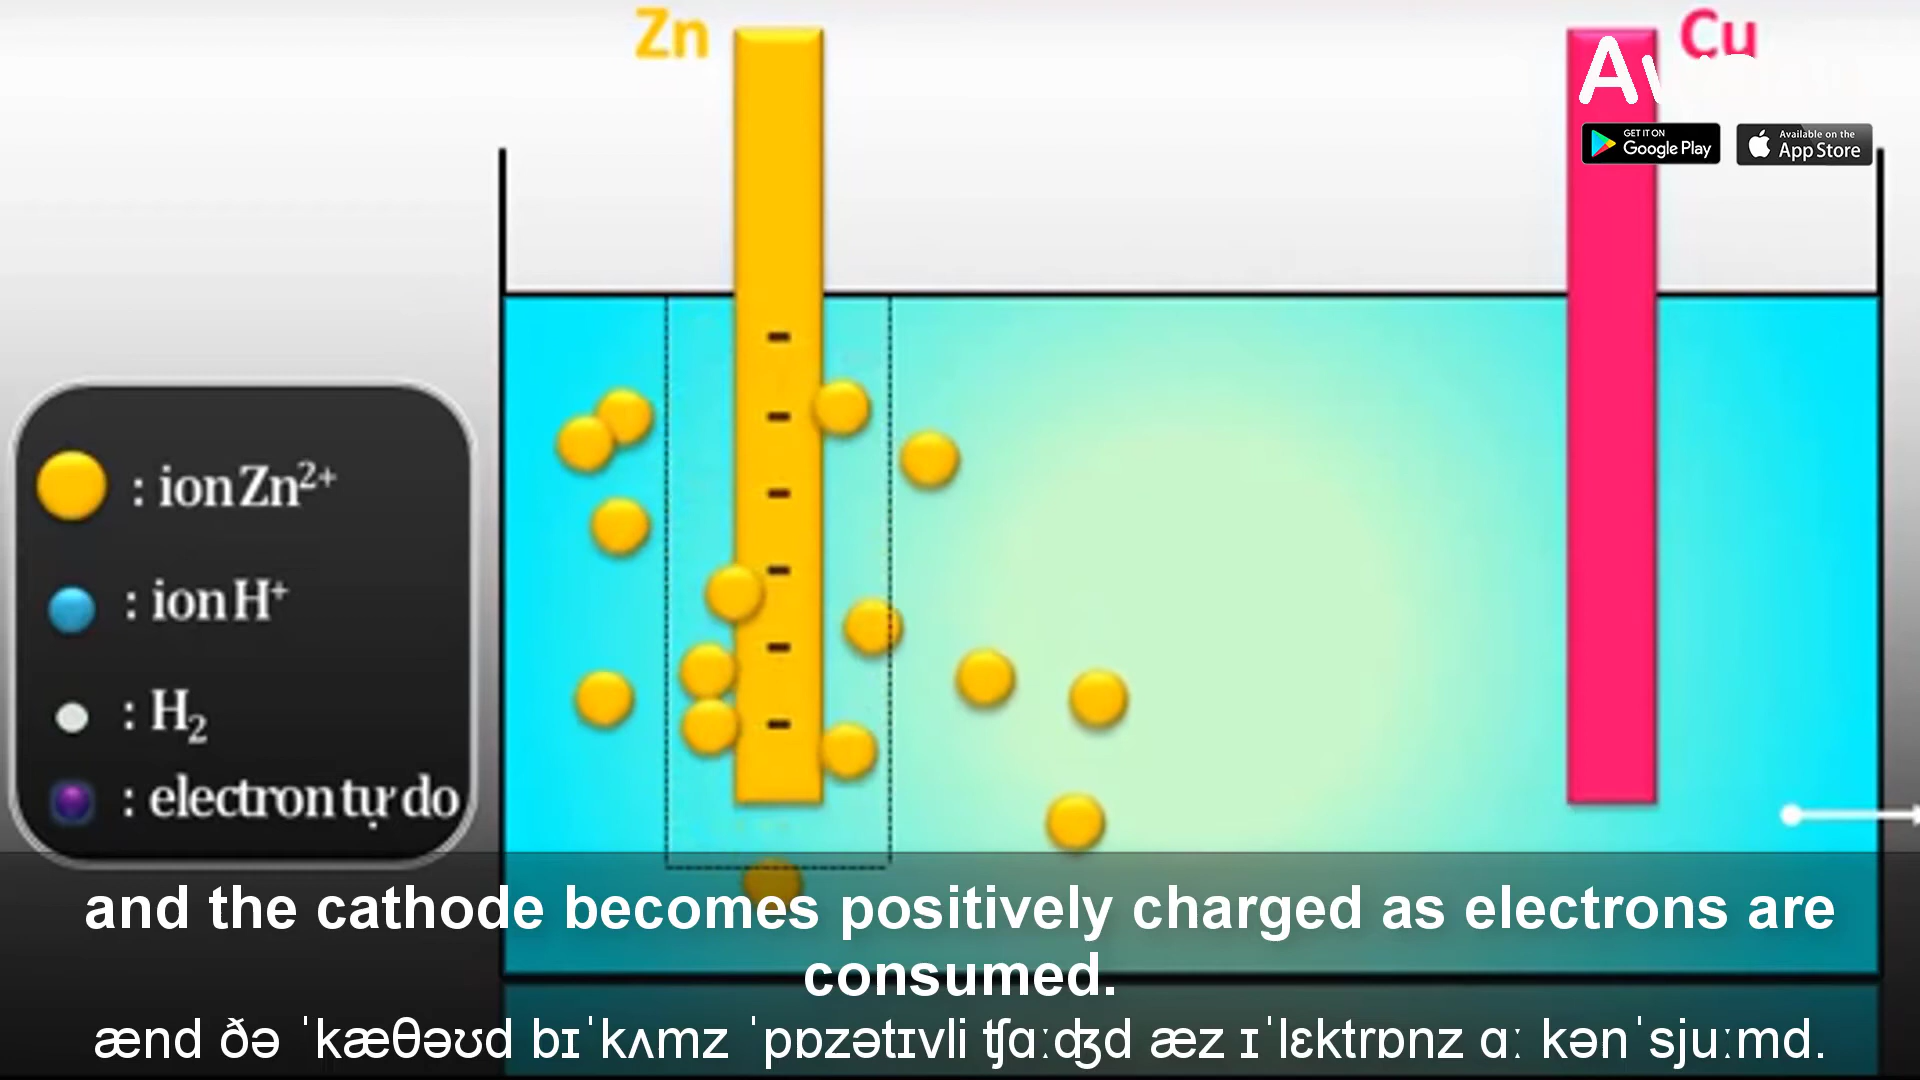 Zn
Cu
GET IT ON
Google Play
Available on the
App Store
: ion Zn²⁺
: ion H⁺
: H₂
: electron tự do
and the cathode becomes positively charged as electrons are
consumed.
ænd ðə ˈkæθəʊd bɪˈkʌmz ˈpɒzətɪvli ʧɑːʤd æz ɪˈlɛktrɒnz ɑː kənˈsjuːmd.